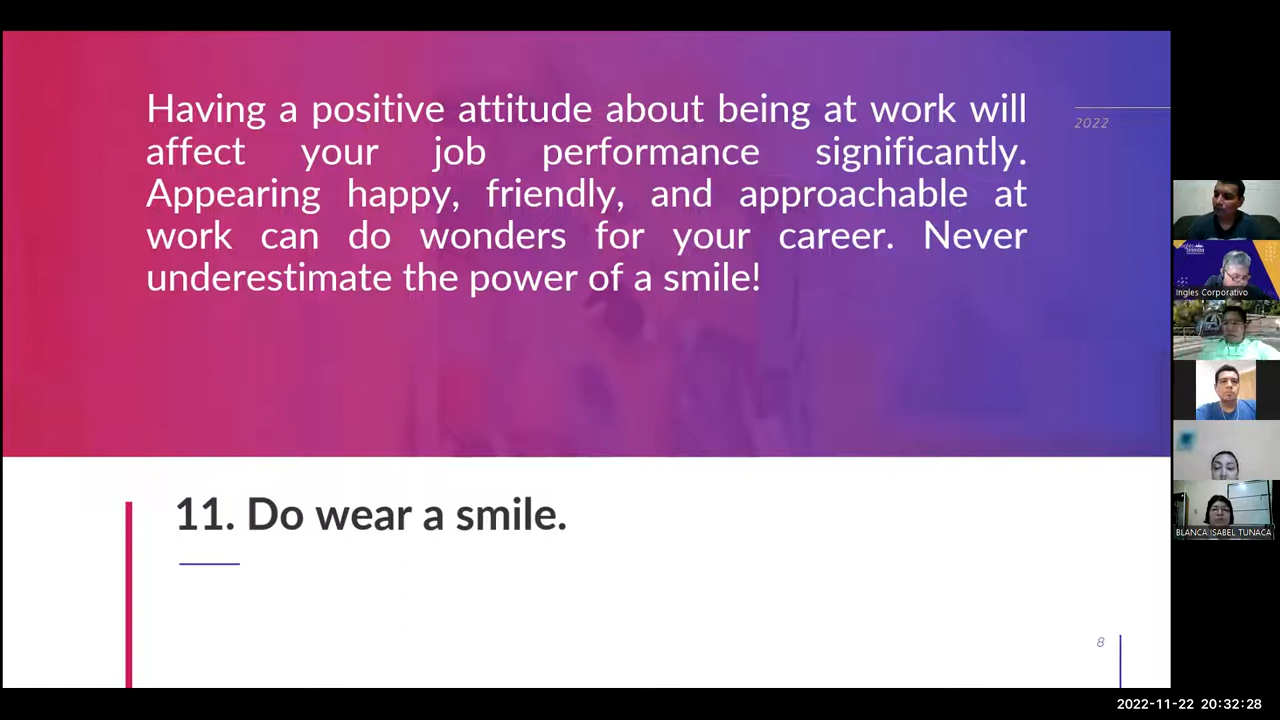 Having a positive attitude about being at work will
affect your job performance significantly.
Appearing happy, friendly, and approachable at
work can do wonders for your career. Never
underestimate the power of a smile!
2022
11. Do wear a smile.
8
Ingles Corporativo
BLANCA ISABEL TUNACA
2022-11-22 20:32:28